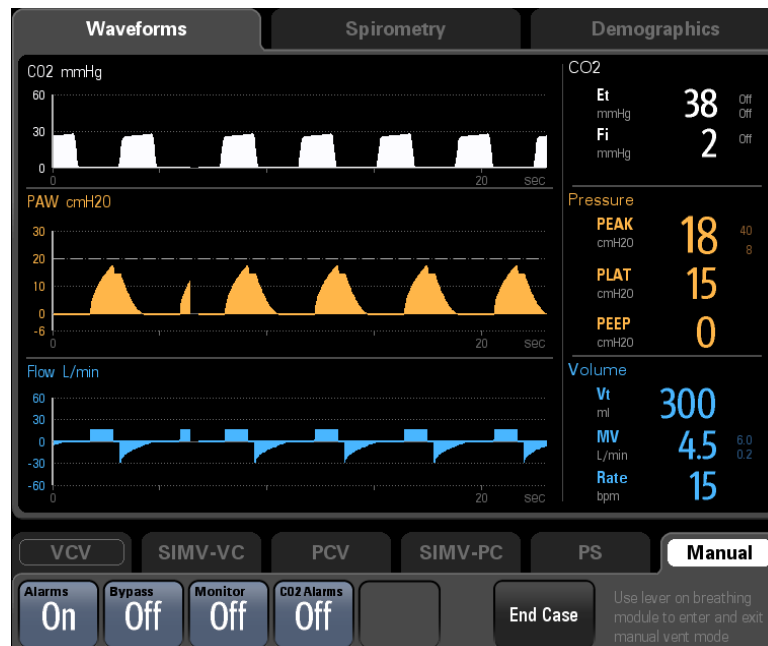 Waveforms Spirometry Demographics
CO2 mmHg
60
30
0
0 20 sec
PAW cmH20
30
20
10
0
-6
0 20 sec
Flow L/min
60
30
0
-30
-60
0 20 sec
CO2
Et 38 Off
mmHg Off
Fi 2 Off
mmHg
Pressure
PEAK 18 40
cmH20 8
PLAT 15
cmH20
PEEP 0
cmH20
Volume
Vt 300
ml
MV 4.5 6.0
L/min 0.2
Rate 15
bpm
VCV SIMV-VC PCV SIMV-PC PS Manual
Alarms Bypass Monitor CO2 Alarms
On Off Off Off End Case
Use lever on breathing
module to enter and exit
manual vent mode